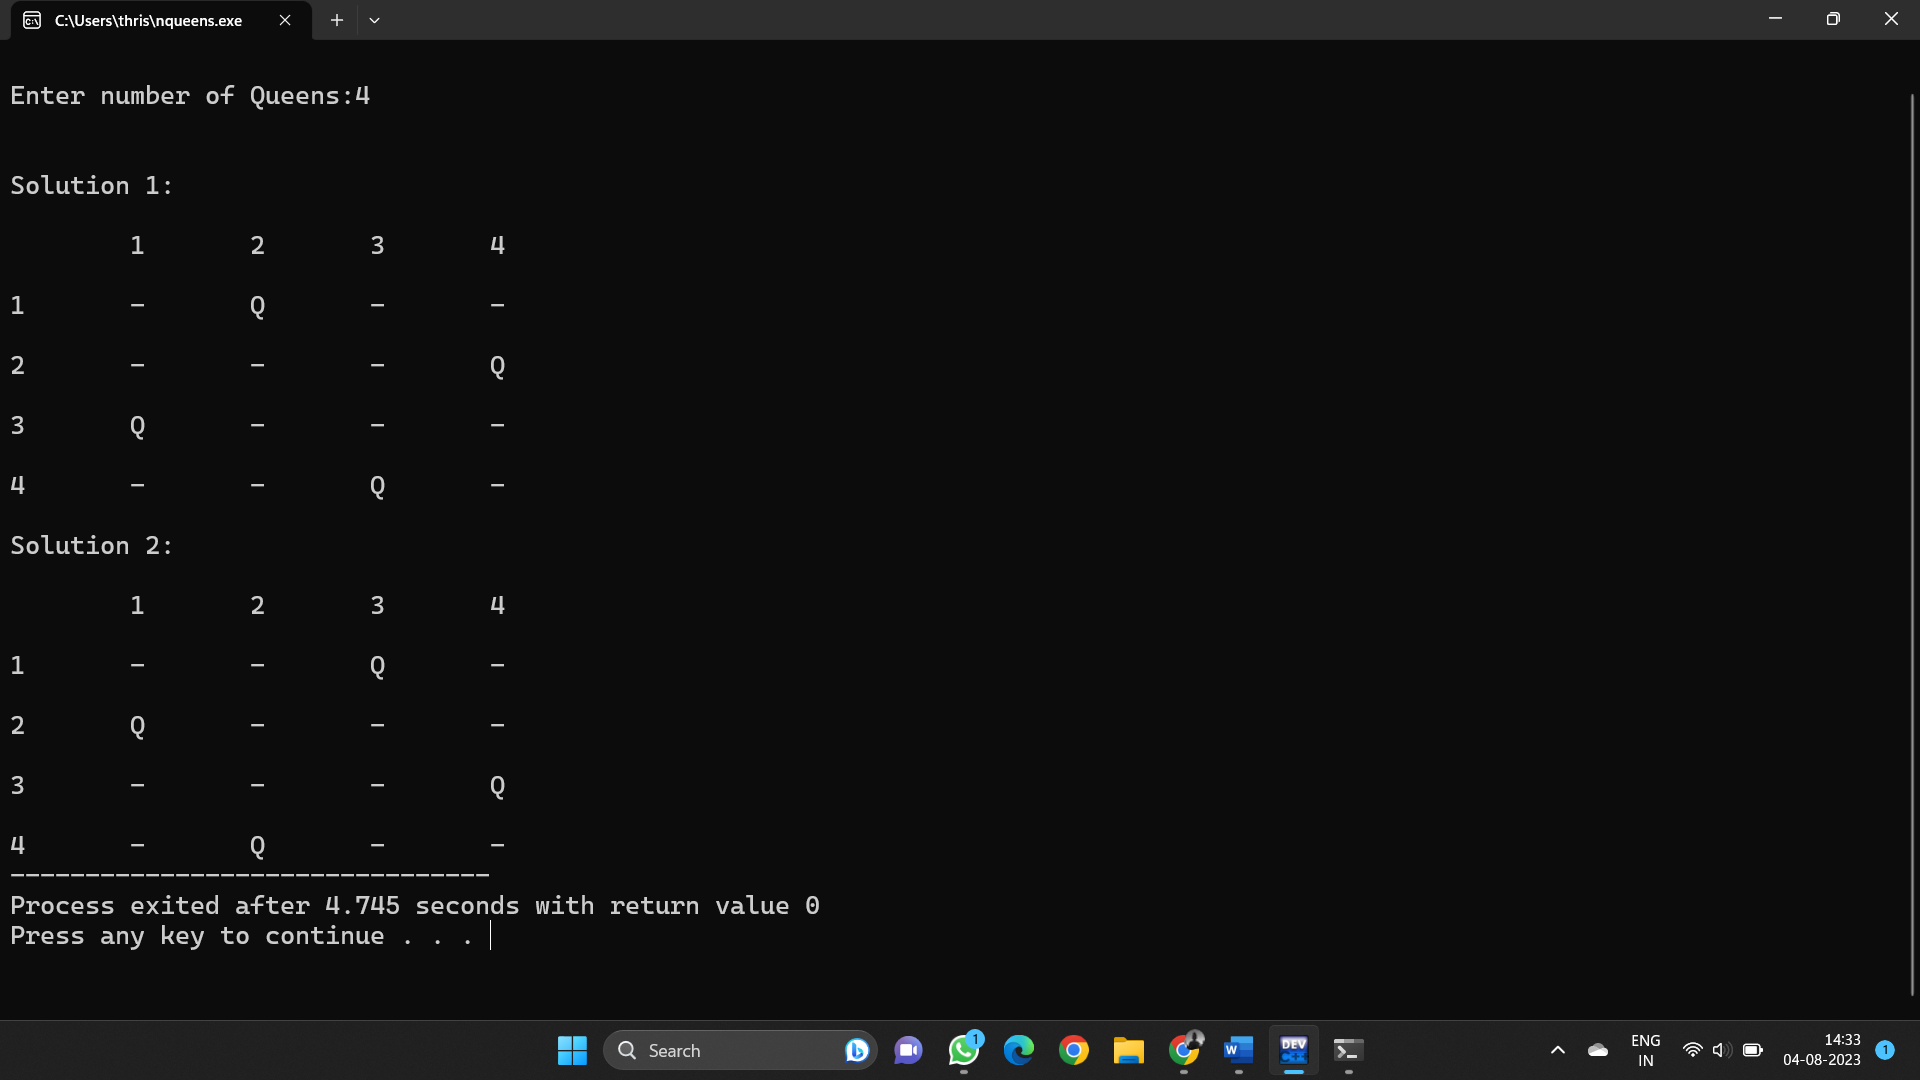 C:\Users\thris\nqueens.exe
Enter number of Queens:4
Solution 1:
1 2 3 4
1 - Q - -
2 - - - Q
3 Q - - -
4 - - Q -
Solution 2:
1 2 3 4
1 - - Q -
2 Q - - -
3 - - - Q
4 - Q - -
--------------------------------
Process exited after 4.745 seconds with return value 0
Press any key to continue . . .
Search
1
W
DEV
C++
ENG
IN
14:33
04-08-2023
1